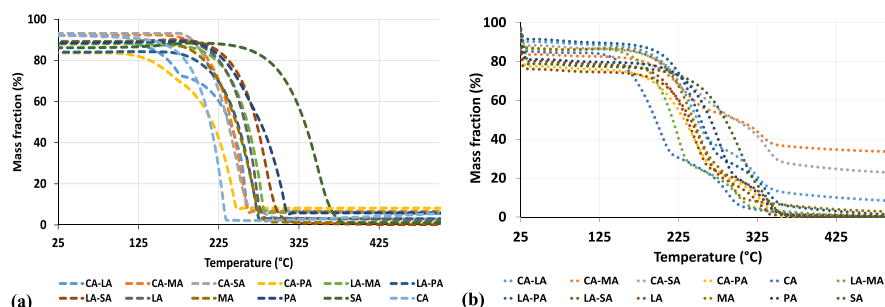 100
80
60
40
20
0
Mass fraction (%)
25 125 225 325 425
Temperature (°C)
CA-LA CA-MA CA-SA CA-PA LA-MA LA-PA
LA-SA LA MA PA SA CA
(a)
100
80
60
40
20
0
Mass fraction (%)
25 125 225 325 425
Temperature (°C)
CA-LA CA-MA CA-SA CA-PA CA LA-MA
LA-PA LA-SA LA MA PA SA
(b)